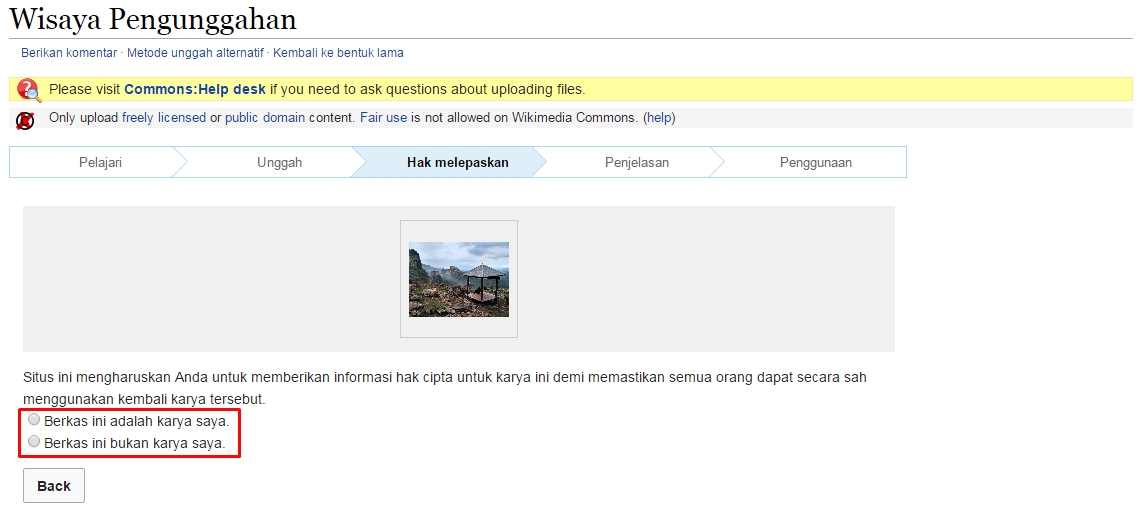 Wisaya Pengunggahan
Berikan komentar · Metode unggah alternatif · Kembali ke bentuk lama
Please visit Commons:Help desk if you need to ask questions about uploading files.
Only upload freely licensed or public domain content. Fair use is not allowed on Wikimedia Commons. (help)
Pelajari Unggah Hak melepaskan Penjelasan Penggunaan
Situs ini mengharuskan Anda untuk memberikan informasi hak cipta untuk karya ini demi memastikan semua orang dapat secara sah
menggunakan kembali karya tersebut.
Berkas ini adalah karya saya.
Berkas ini bukan karya saya.
Back